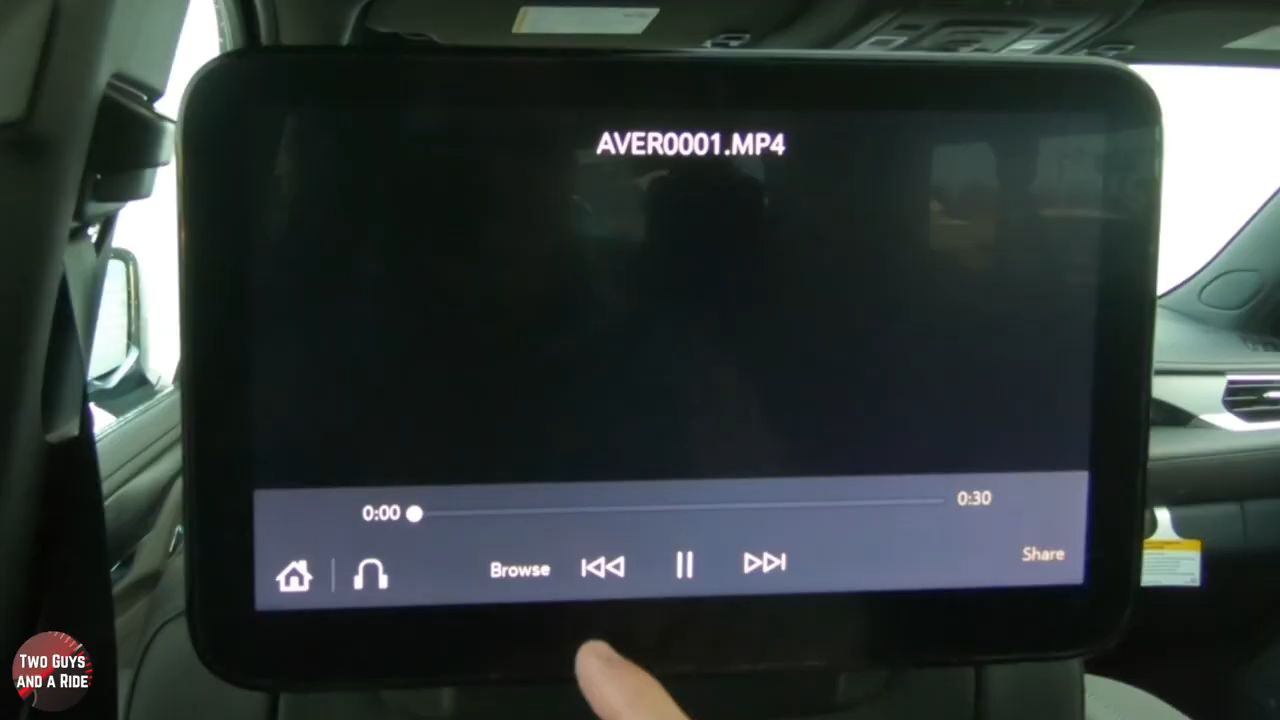 AVER0001.MP4
0:00
0:30
Browse
Share
TWO GUYS
AND A RIDE